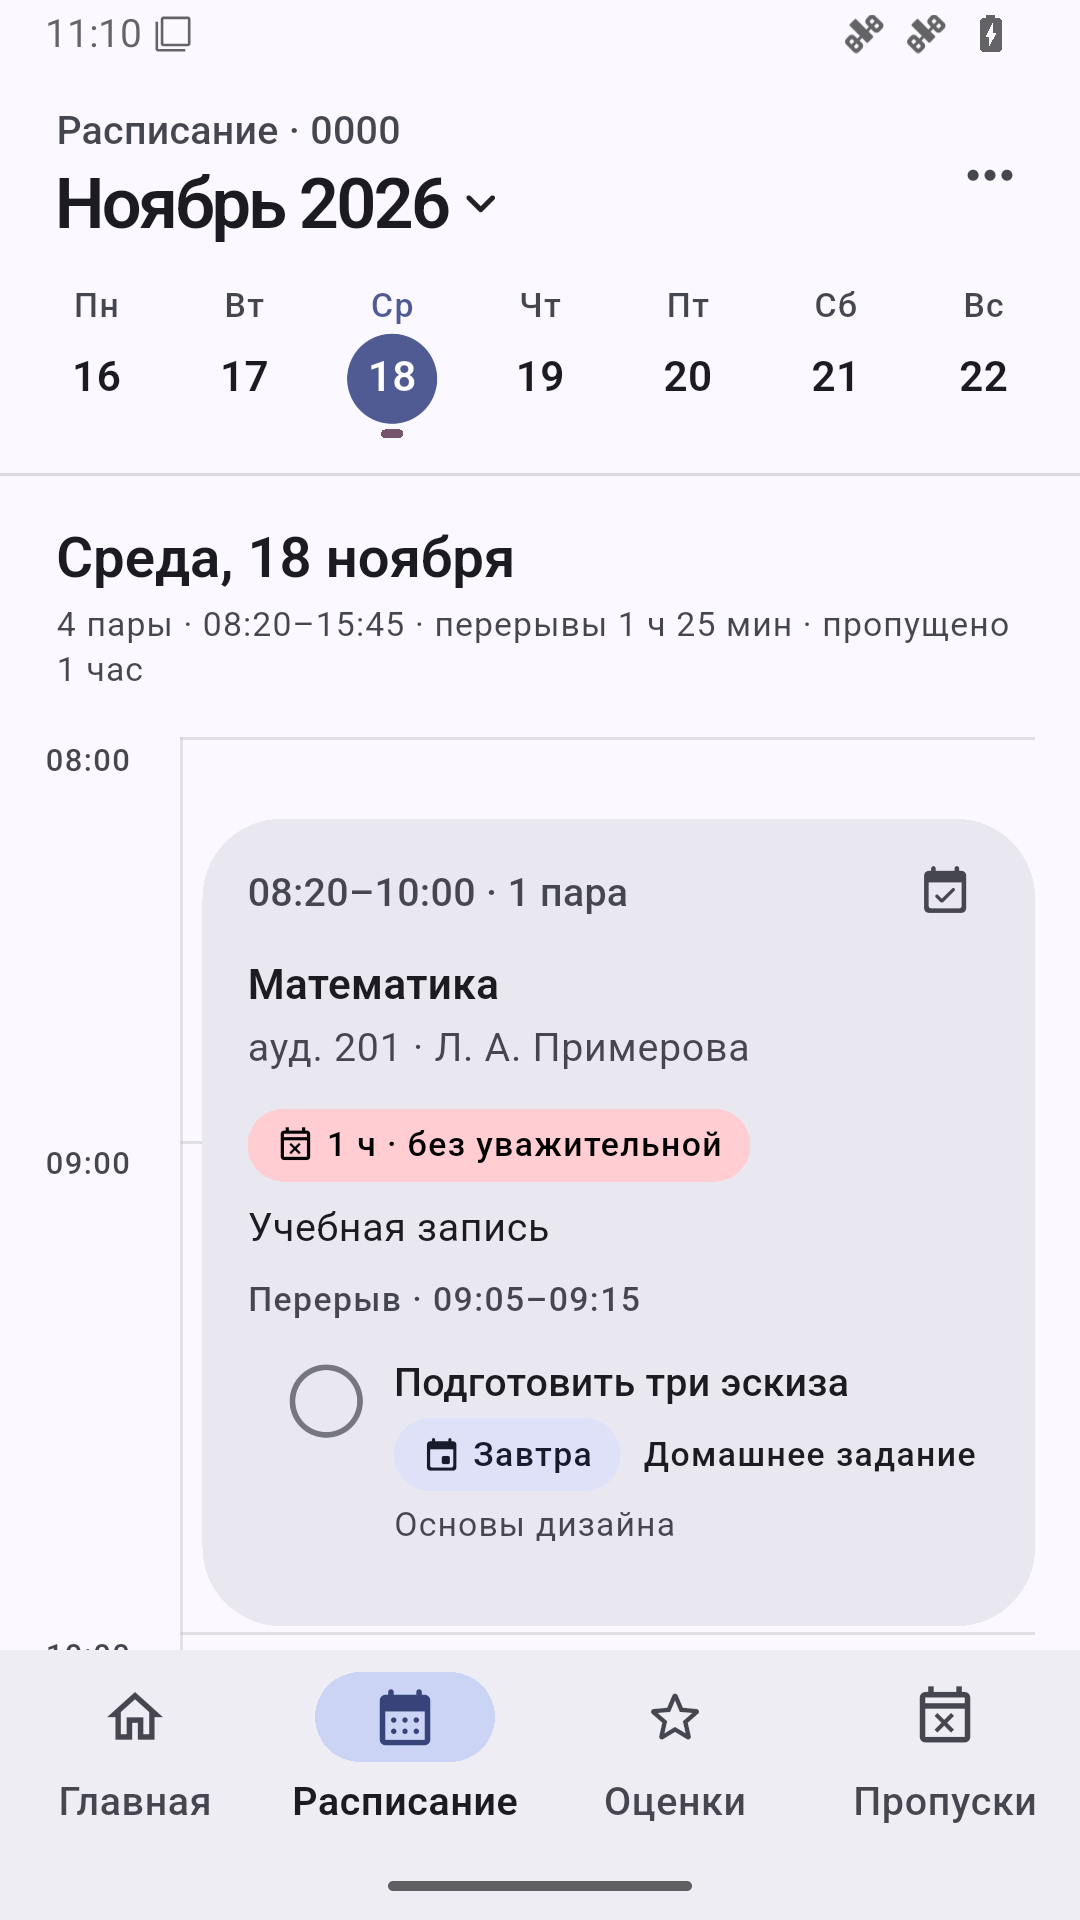 11:10
Расписание · 0000
Ноябрь 2026
Пн Вт Ср Чт Пт Сб Вс
16 17 18 19 20 21 22
Среда, 18 ноября
4 пары · 08:20–15:45 · перерывы 1 ч 25 мин · пропущено
1 час
08:00
08:20–10:00 · 1 пара
Математика
ауд. 201 · Л. А. Примерова
1 ч · без уважительной
09:00
Учебная запись
Перерыв · 09:05–09:15
Подготовить три эскиза
Завтра Домашнее задание
Основы дизайна
Главная Расписание Оценки Пропуски